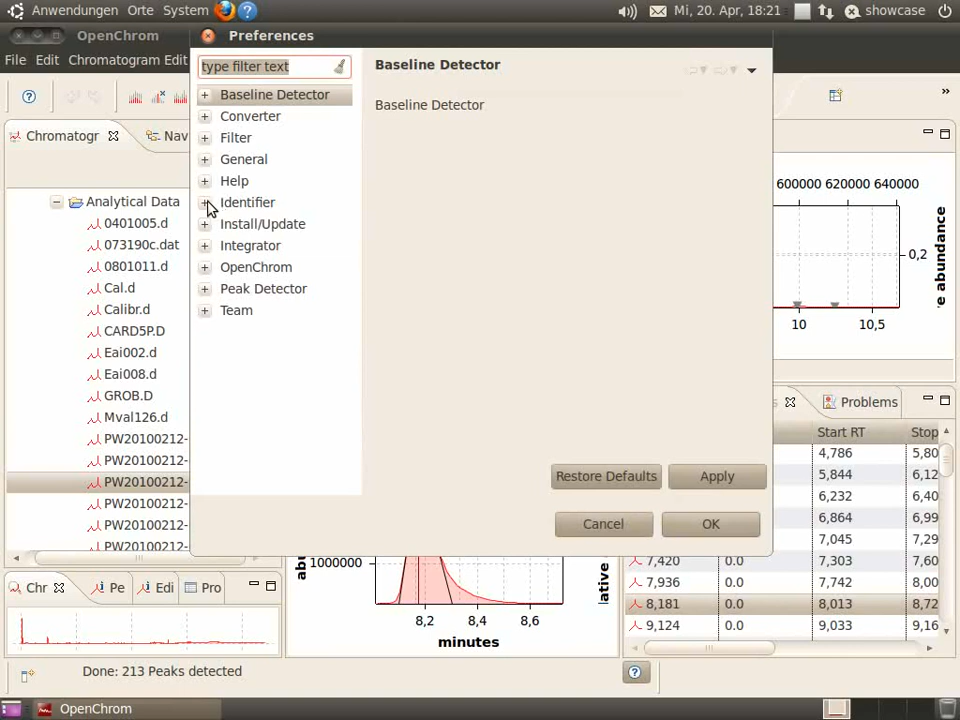 Anwendungen Orte System Mi, 20. Apr, 18:21 showcase
OpenChrom
Preferences
File Edit Chromatogram Edit
type filter text
Baseline Detector
Converter
Filter
General
Help
Identifier
Install/Update
Integrator
OpenChrom
Peak Detector
Team
Baseline Detector
Baseline Detector
Restore Defaults Apply
Cancel OK
Chromatogr Nav
Analytical Data
0401005.d
073190c.dat
0801011.d
Cal.d
Calibr.d
CARD5P.D
Eai002.d
Eai008.d
GROB.D
Mval126.d
PW20100212-
PW20100212-
PW20100212-
PW20100212-
PW20100212-
PW20100212-
600000 620000 640000
0,2
e abundance
10 10,5
Problems
Start RT Stop
4,786 5,80
5,844 6,12
6,232 6,40
6,864 6,99
7,045 7,29
7,420 0.0 7,303 7,60
7,936 0.0 7,742 8,00
8,181 0.0 8,013 8,72
9,124 0.0 9,033 9,16
Chr Pe Edi Pro
1000000
ab
lative
8,2 8,4 8,6
minutes
Done: 213 Peaks detected
OpenChrom